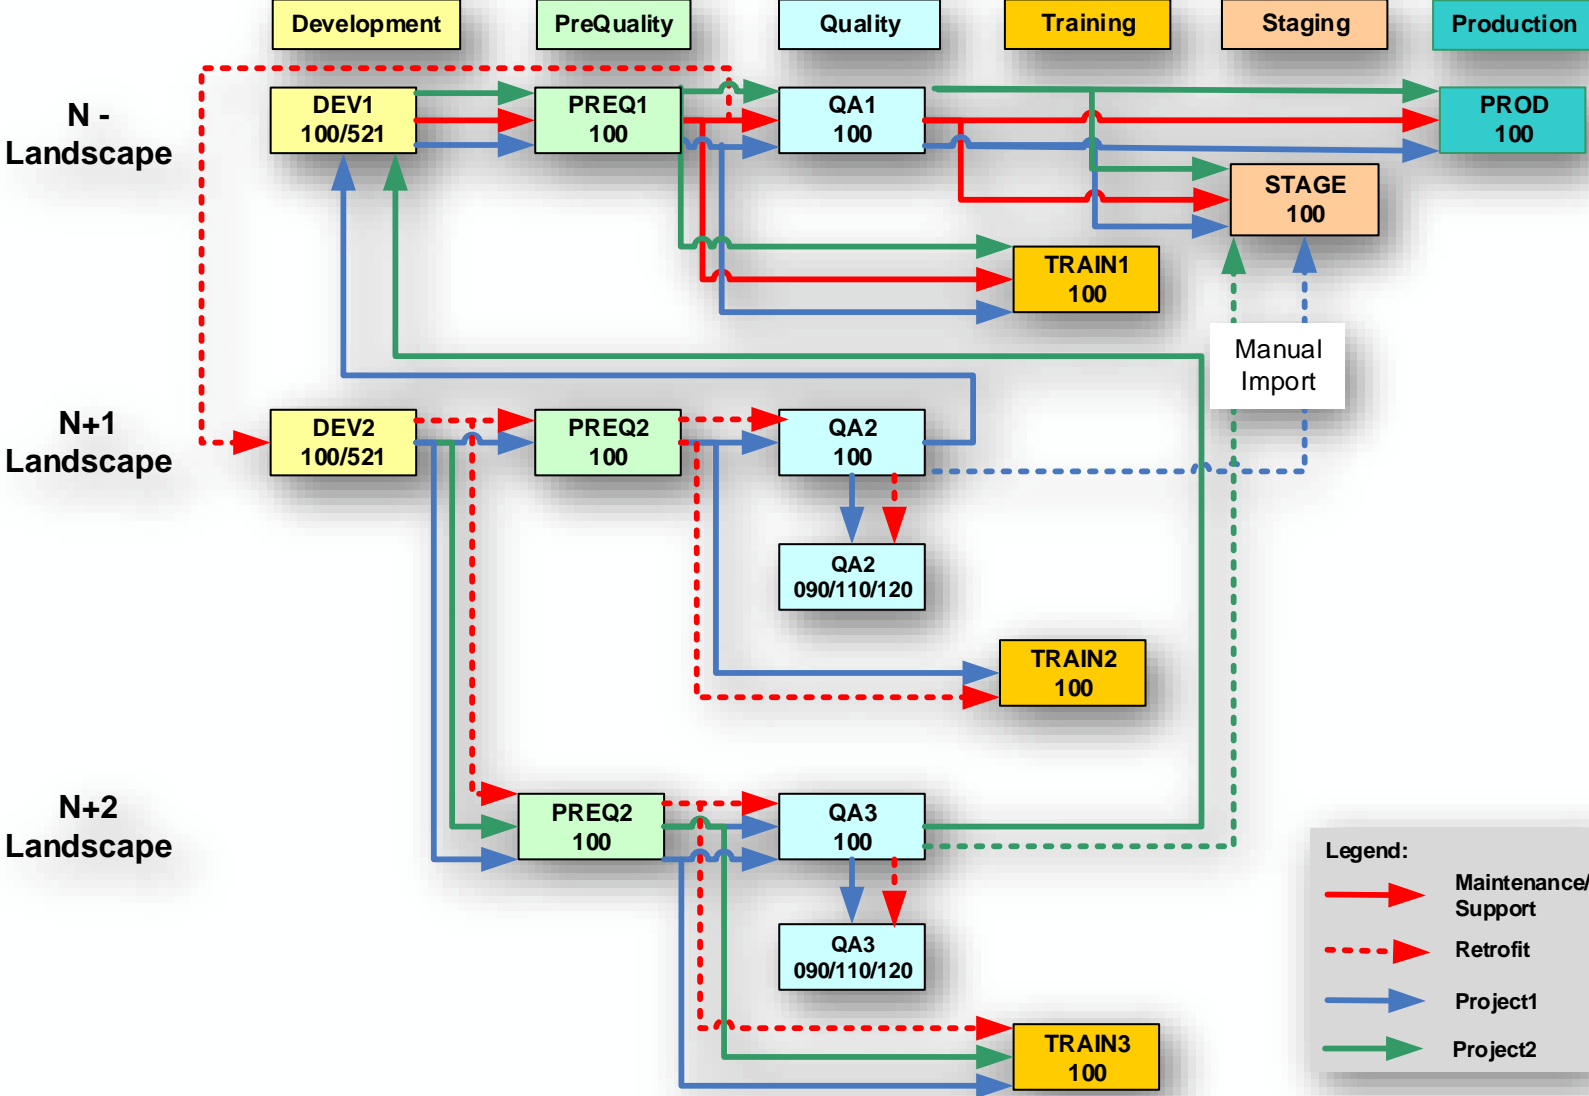 Development
PreQuality
Quality
Training
Staging
Production
N -
Landscape
DEV1
100/521
PREQ1
100
QA1
100
PROD
100
STAGE
100
TRAIN1
100
Manual
Import
N+1
Landscape
DEV2
100/521
PREQ2
100
QA2
100
QA2
090/110/120
TRAIN2
100
N+2
Landscape
PREQ2
100
QA3
100
QA3
090/110/120
TRAIN3
100
Legend:
Maintenance/
Support
Retrofit
Project1
Project2